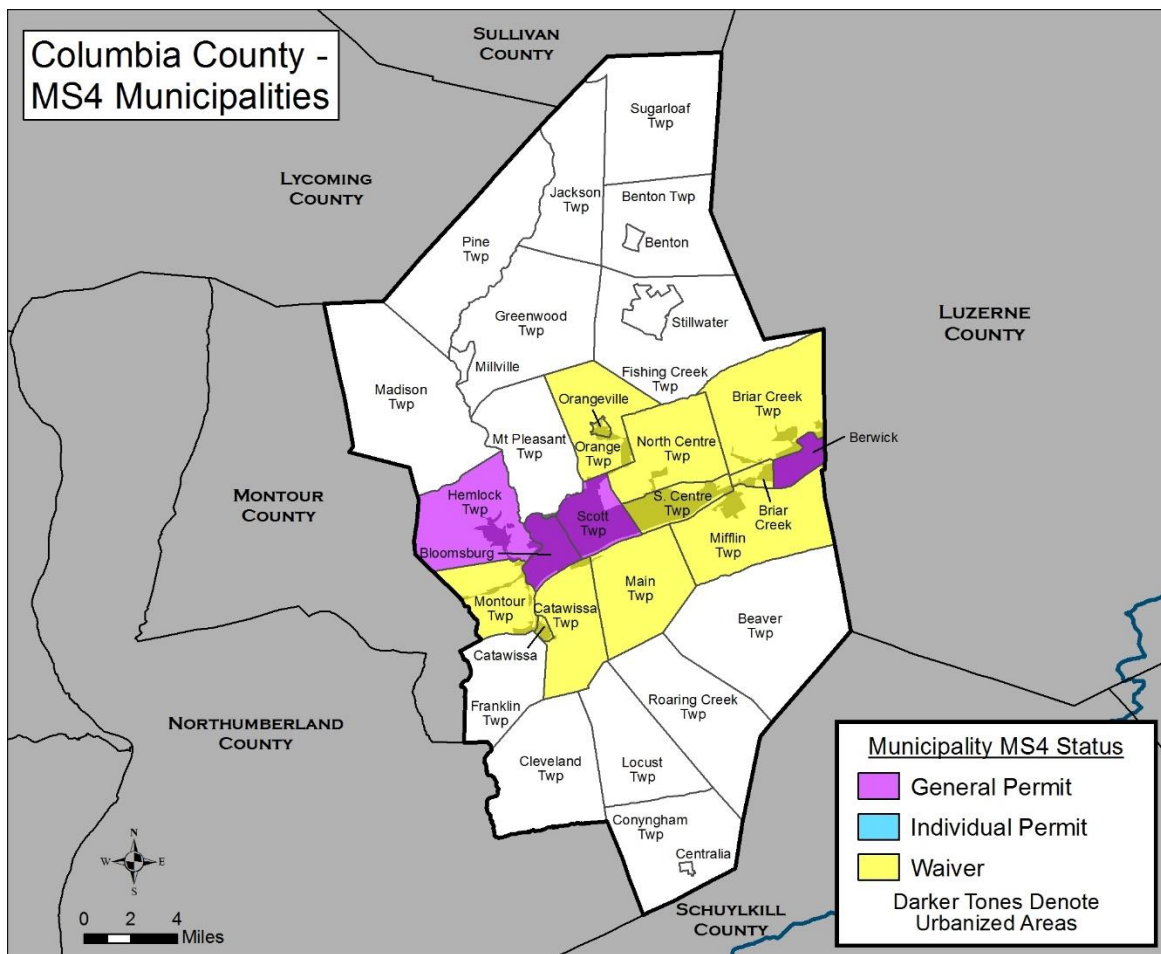 Columbia County -
MS4 Municipalities
SULLIVAN
COUNTY
LYCOMING
COUNTY
Sugarloaf
Twp
Jackson
Twp
Benton Twp
Benton
Pine
Twp
Greenwood
Twp
Stillwater
LUZERNE
COUNTY
Millville
Fishing Creek
Twp
Madison
Twp
Orangeville
Briar Creek
Twp
Mt Pleasant
Twp
Orange
Twp
North Centre
Twp
Berwick
MONTOUR
COUNTY
Hemlock
Twp
Scott
Twp
S. Centre
Twp
Briar
Creek
Bloomsburg
Mifflin
Twp
Main
Twp
Montour
Twp
Catawissa
Twp
Beaver
Twp
Catawissa
Roaring Creek
Twp
Franklin
Twp
NORTHUMBERLAND
COUNTY
Cleveland
Twp
Locust
Twp
Conyngham
Twp
Centralia
SCHUYLKILL
COUNTY
N
W
E
S
0 2 4
Miles
Municipality MS4 Status
General Permit
Individual Permit
Waiver
Darker Tones Denote
Urbanized Areas